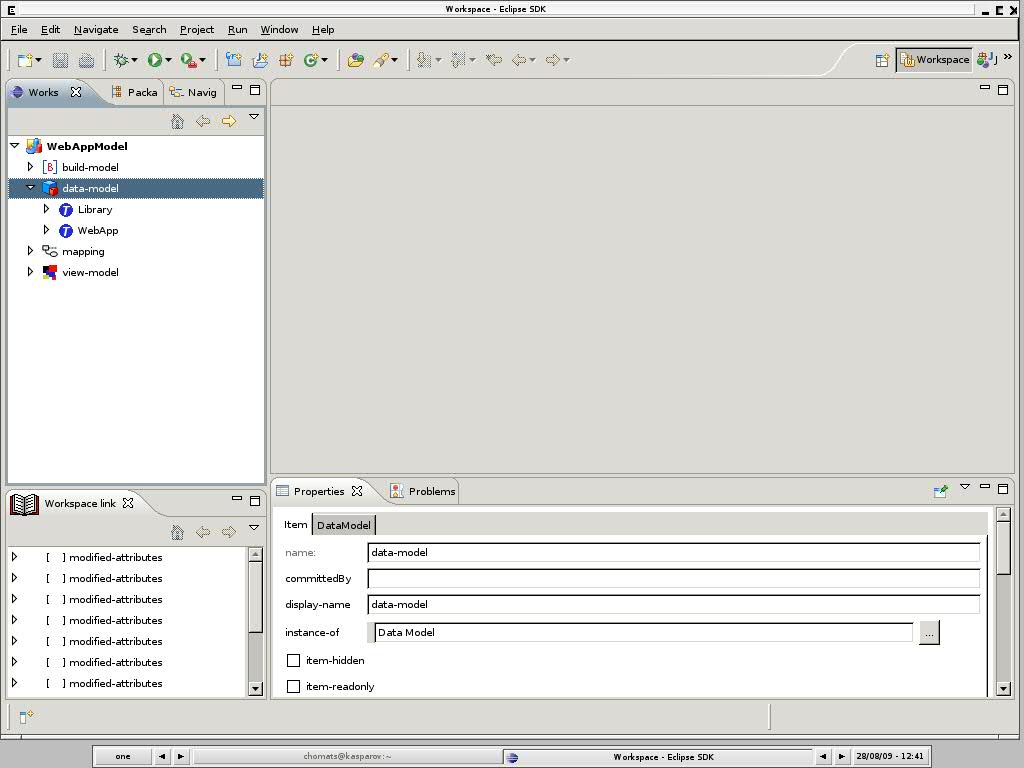 Workspace - Eclipse SDK
File Edit Navigate Search Project Run Window Help
Workspace J »
Works Packa Navig
WebAppModel
[B] build-model
data-model
T Library
T WebApp
mapping
view-model
Workspace link
[ ] modified-attributes
[ ] modified-attributes
[ ] modified-attributes
[ ] modified-attributes
[ ] modified-attributes
[ ] modified-attributes
[ ] modified-attributes
Properties Problems
Item DataModel
name: data-model
committedBy
display-name data-model
instance-of Data Model ...
item-hidden
item-readonly
one chomats@kasparov:~ Workspace - Eclipse SDK 28/08/09 - 12:41